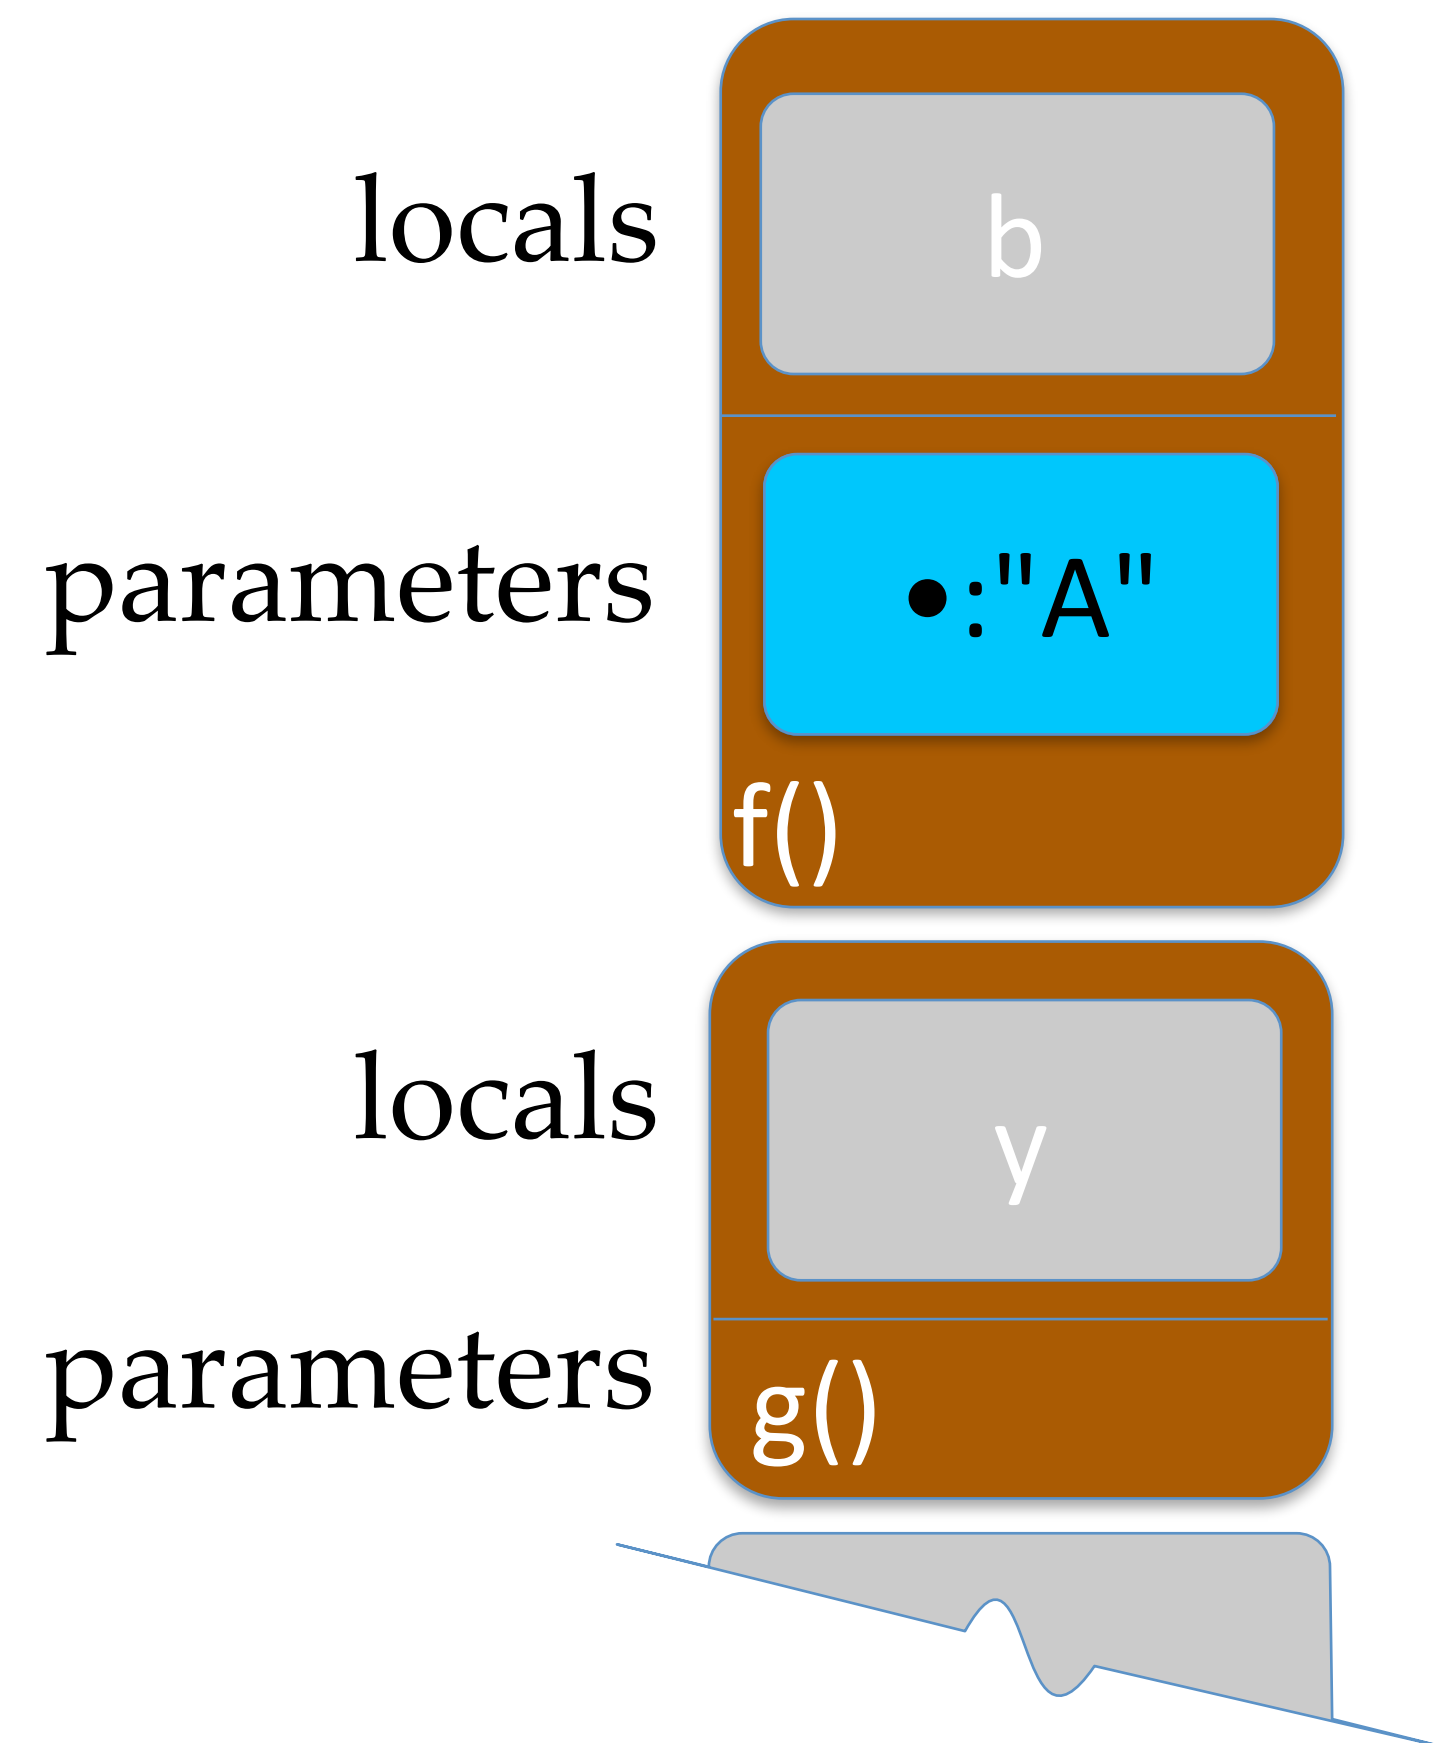 locals
b
parameters
•:"A"
f()
locals
y
parameters
g()